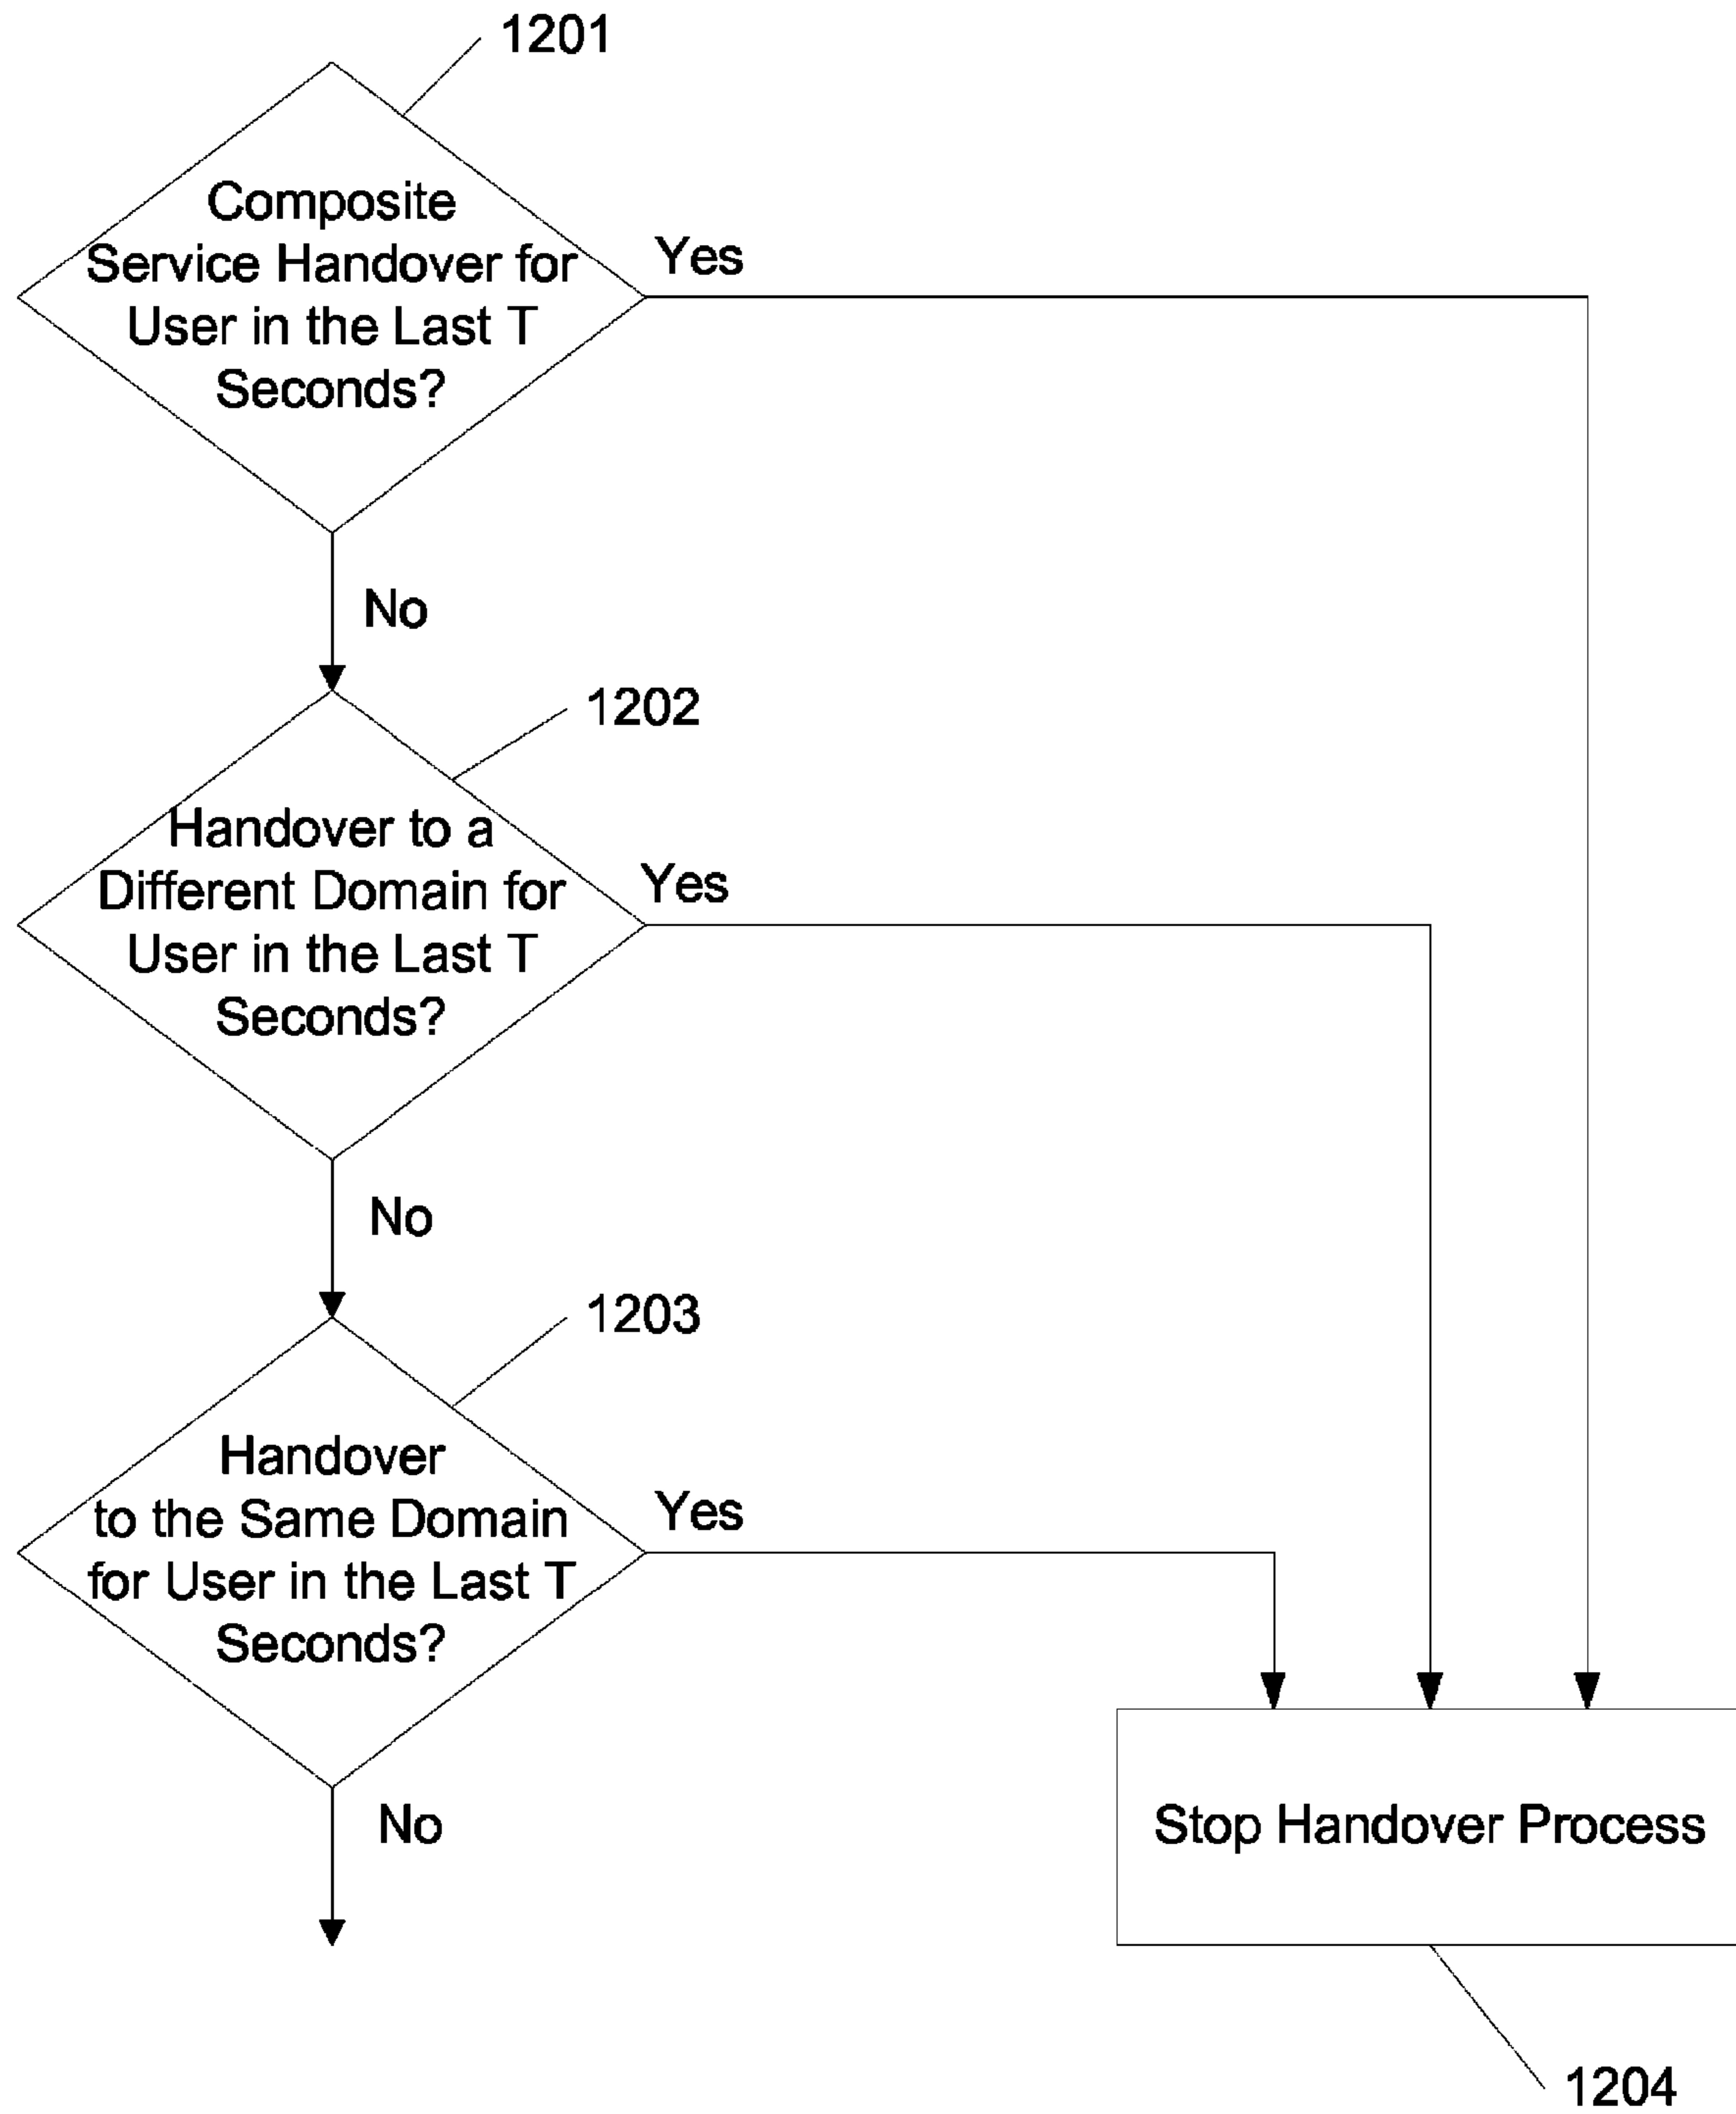 1201
Composite
Service Handover for
User in the Last T
Seconds?
Yes
No
1202
Handover to a
Different Domain for
User in the Last T
Seconds?
Yes
No
1203
Handover
to the Same Domain
for User in the Last T
Seconds?
Yes
No
Stop Handover Process
1204